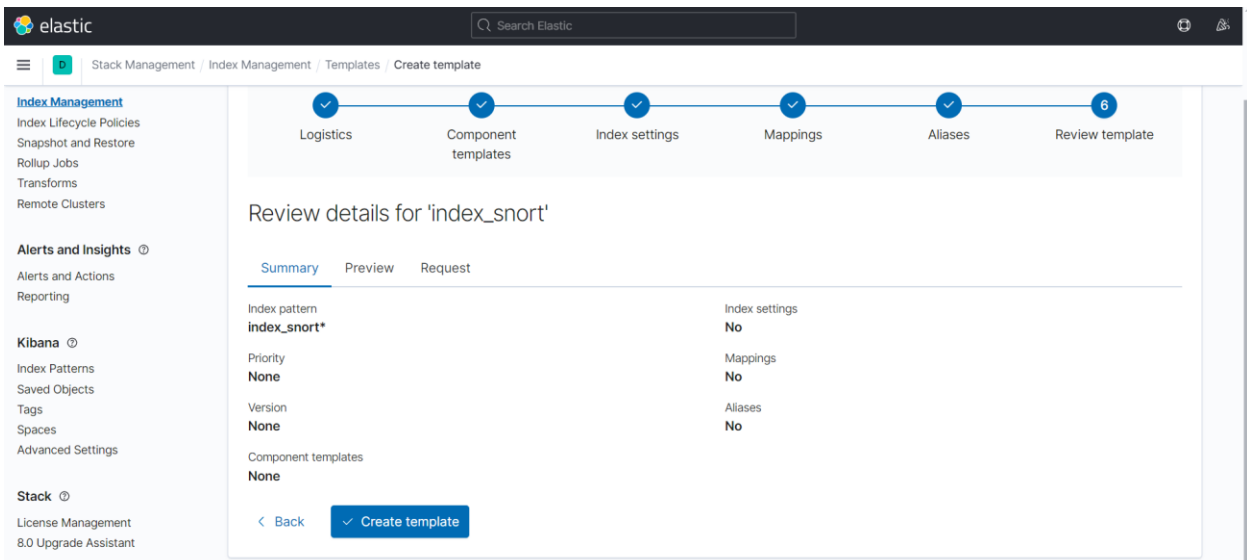 elastic
Search Elastic
D
Stack Management / Index Management / Templates / Create template
Index Management
Index Lifecycle Policies
Snapshot and Restore
Rollup Jobs
Transforms
Remote Clusters
Alerts and Insights
Alerts and Actions
Reporting
Kibana
Index Patterns
Saved Objects
Tags
Spaces
Advanced Settings
Stack
License Management
8.0 Upgrade Assistant
6
Logistics
Component
templates
Index settings
Mappings
Aliases
Review template
Review details for 'index_snort'
Summary Preview Request
Index pattern
index_snort*
Priority
None
Version
None
Component templates
None
Index settings
No
Mappings
No
Aliases
No
Back
Create template